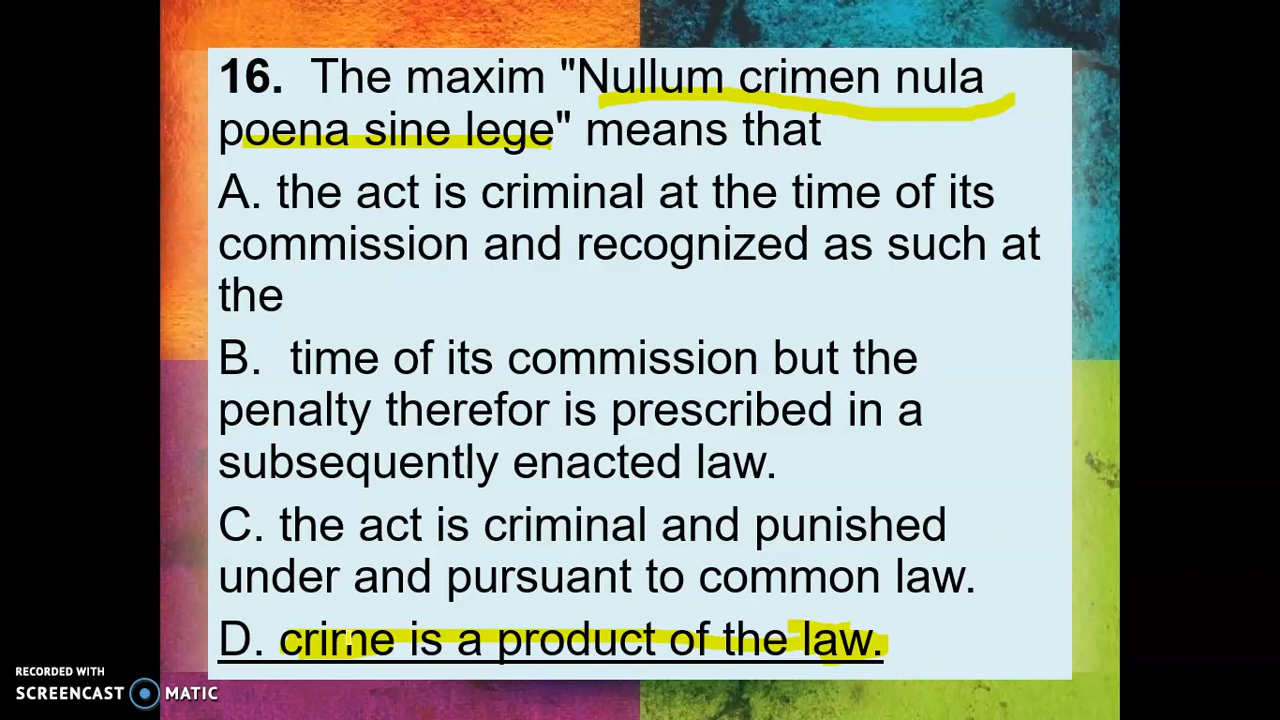 16. The maxim "Nullum crimen nula
poena sine lege" means that
A. the act is criminal at the time of its
commission and recognized as such at
the
B. time of its commission but the
penalty therefor is prescribed in a
subsequently enacted law.
C. the act is criminal and punished
under and pursuant to common law.
D. crime is a product of the law.
RECORDED WITH
SCREENCAST MATIC